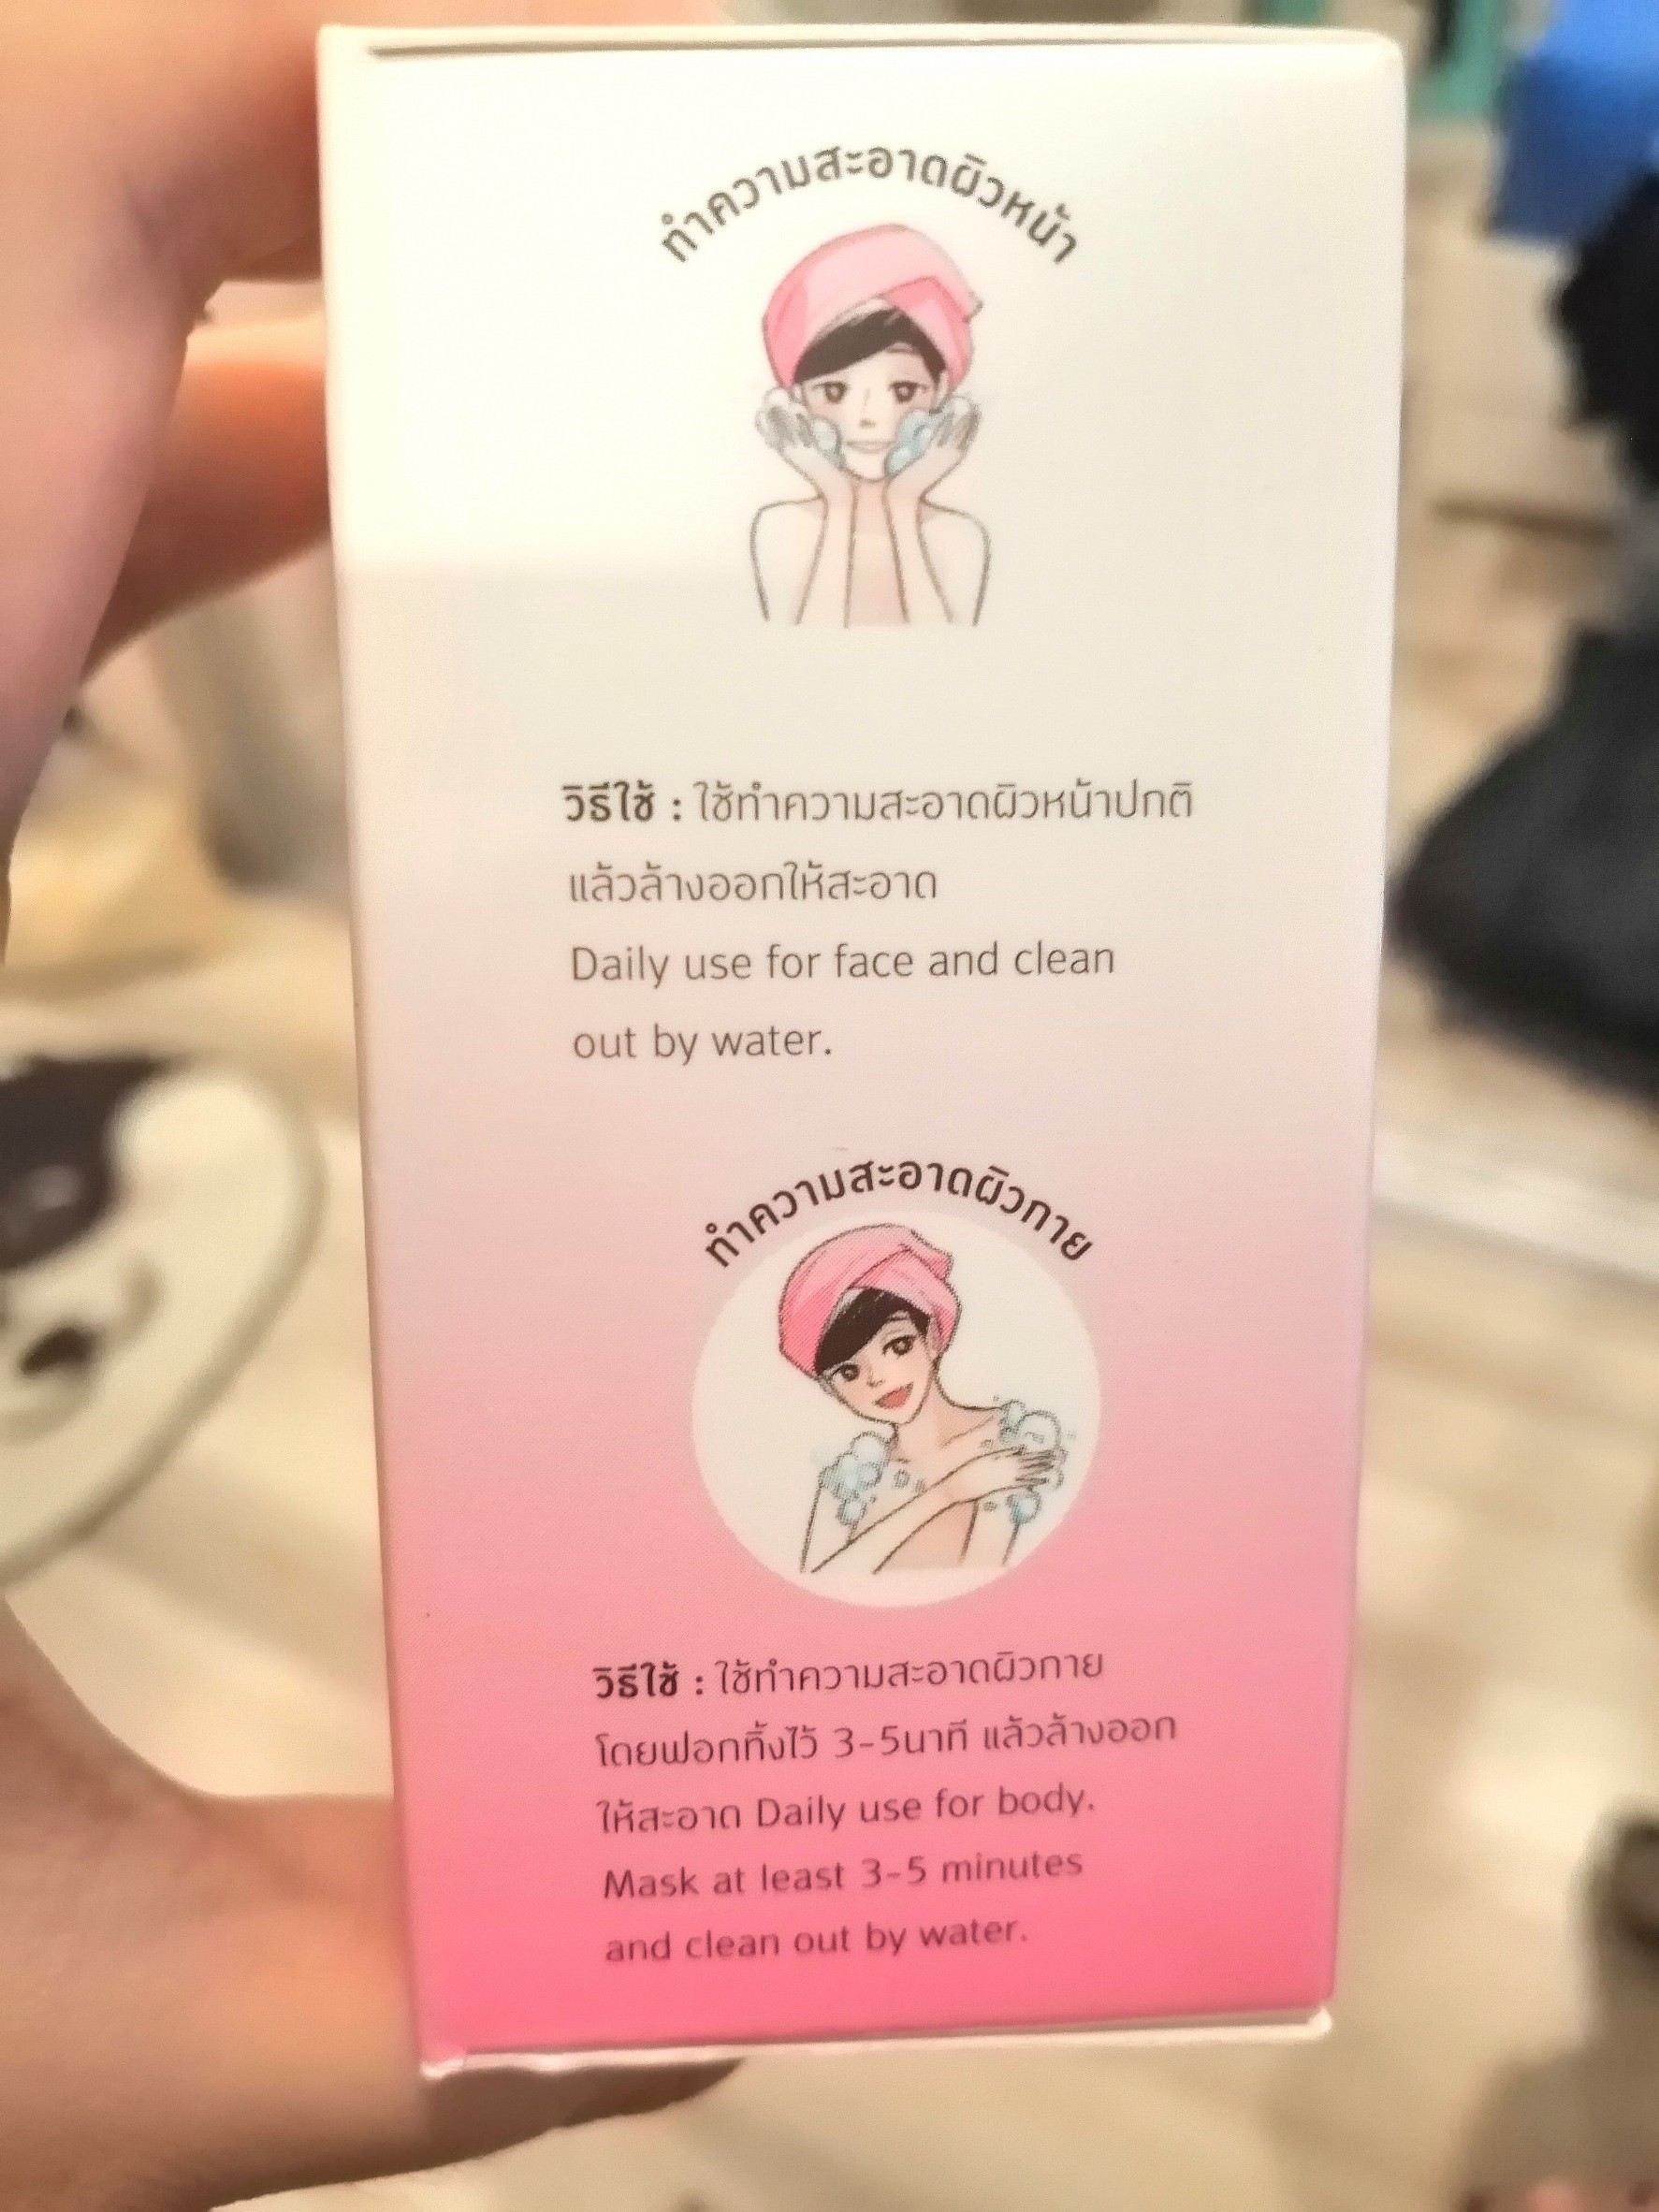 ทำความสะอาดผิวหน้า
วิธีใช้ : ใช้ทำความสะอาดผิวหน้าปกติ
แล้วล้างออกให้สะอาด
Daily use for face and clean
out by water.
ทำความสะอาดผิวกาย
วิธีใช้ : ใช้ทำความสะอาดผิวกาย
โดยฟอกทิ้งไว้ 3-5นาที แล้วล้างออก
ให้สะอาด Daily use for body.
Mask at least 3-5 minutes
and clean out by water.